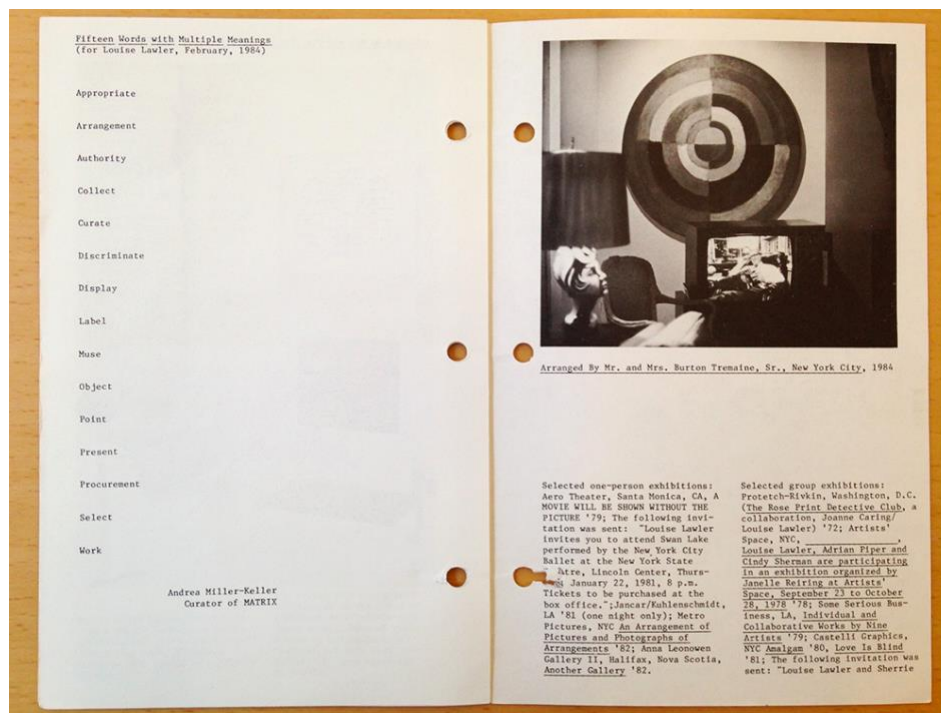 Fifteen Words with Multiple Meanings
(for Louise Lawler, February, 1984)
Appropriate
Arrangement
Authority
Collect
Curate
Discriminate
Display
Label
Muse
Object
Point
Present
Procurement
Select
Work
Andrea Miller-Keller
Curator of MATRIX
Arranged By Mr. and Mrs. Burton Tremaine, Sr., New York City, 1984
Selected one-person exhibitions:
Aero Theater, Santa Monica, CA, A
MOVIE WILL BE SHOWN WITHOUT THE
PICTURE '79; The following invi-
tation was sent: "Louise Lawler
invites you to attend Swan Lake
performed by the New York City
Ballet at the New York State
atre, Lincoln Center, Thurs-
January 22, 1981, 8 p.m.
Tickets to be purchased at the
box office.";Jancar/Kuhlenschmidt,
LA '81 (one night only); Metro
Pictures, NYC An Arrangement of
Pictures and Photographs of
Arrangements '82; Anna Leonowen
Gallery II, Halifax, Nova Scotia,
Another Gallery '82.
Selected group exhibitions:
Protetch-Rivkin, Washington, D.C.
(The Rose Print Detective Club, a
collaboration, Joanne Caring/
Louise Lawler) '72; Artists'
Space, NYC, ______________,
Louise Lawler, Adrian Piper and
Cindy Sherman are participating
in an exhibition organized by
Janelle Reiring at Artists'
Space, September 23 to October
28, 1978 '78; Some Serious Bus-
iness, LA, Individual and
Collaborative Works by Nine
Artists '79; Castelli Graphics,
NYC Amalgam '80, Love Is Blind
'81; The following invitation was
sent: "Louise Lawler and Sherrie